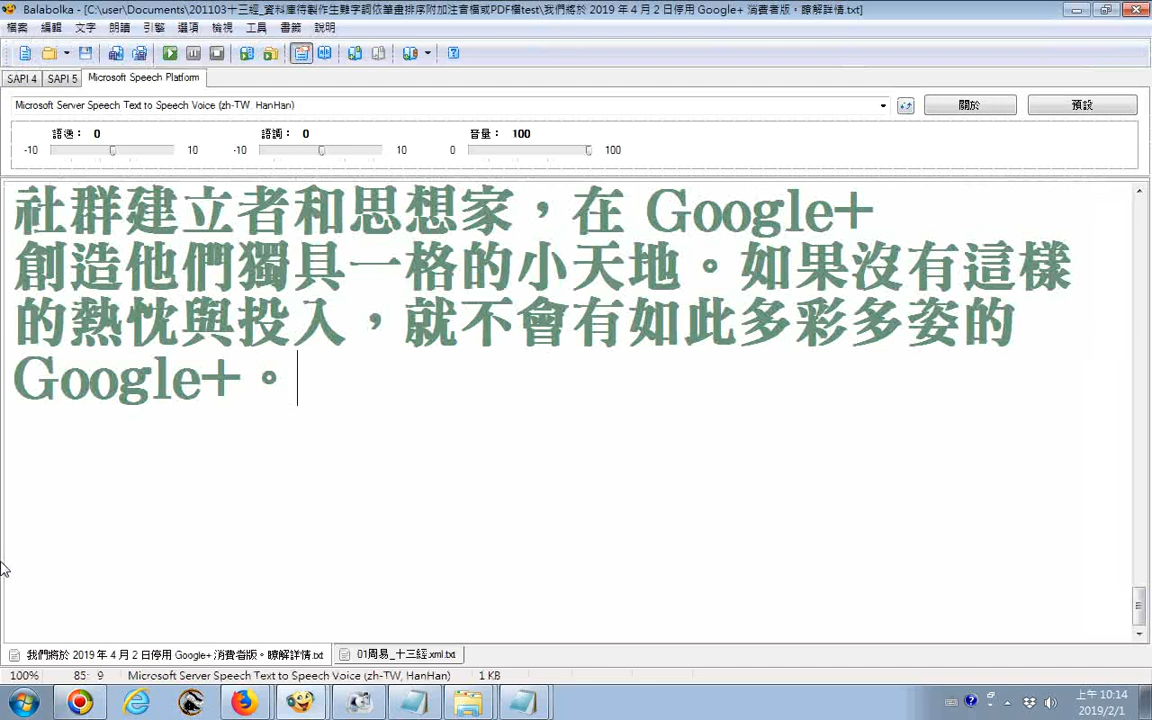 Balabolka - [C:\user\Documents\201103十三經_資料庫待製作生難字詞依筆畫排序附加注音檔或PDF檔test\我們將於 2019 年 4 月 2 日停用 Google+ 消費者版。瞭解詳情.txt]
檔案 編輯 文字 朗讀 引擎 選項 檢視 工具 書籤 說明
SAPI 4 SAPI 5 Microsoft Speech Platform
Microsoft Server Speech Text to Speech Voice (zh-TW HanHan) 關於 預設
語速： 0 語調： 0 音量： 100
-10 10 -10 10 0 100
社群建立者和思想家，在 Google+
創造他們獨具一格的小天地。如果沒有這樣
的熱忱與投入，就不會有如此多彩多姿的
Google+。
我們將於 2019 年 4 月 2 日停用 Google+ 消費者版。瞭解詳情.txt 01周易_十三經.xml.txt
100% 85: 9 Microsoft Server Speech Text to Speech Voice (zh-TW, HanHan) 1 KB
上午 10:14
2019/2/1